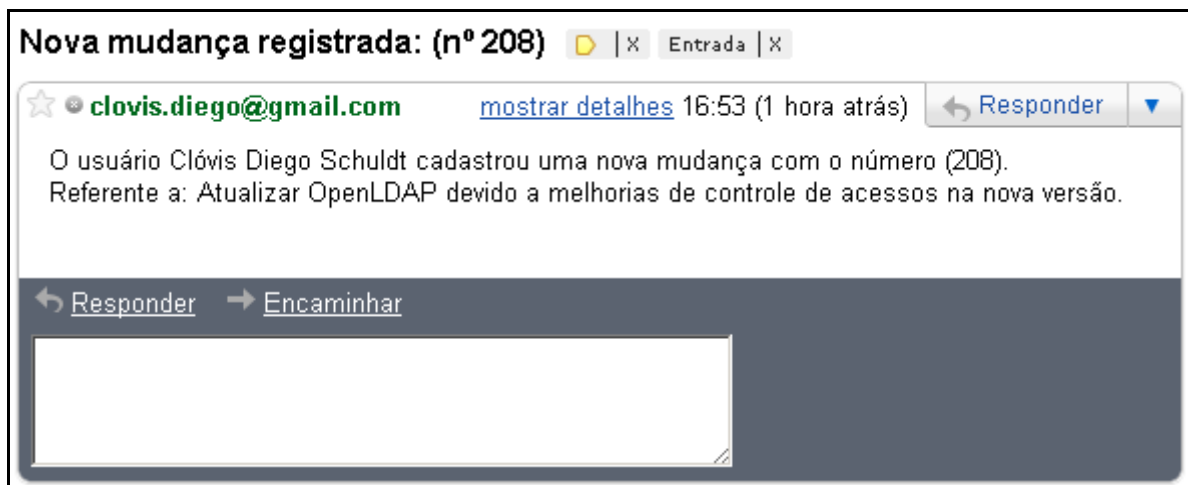 Nova mudança registrada: (nº 208) | X Entrada | X
clovis.diego@gmail.com mostrar detalhes 16:53 (1 hora atrás) Responder
O usuário Clóvis Diego Schuldt cadastrou uma nova mudança com o número (208).
Referente a: Atualizar OpenLDAP devido a melhorias de controle de acessos na nova versão.
Responder Encaminhar